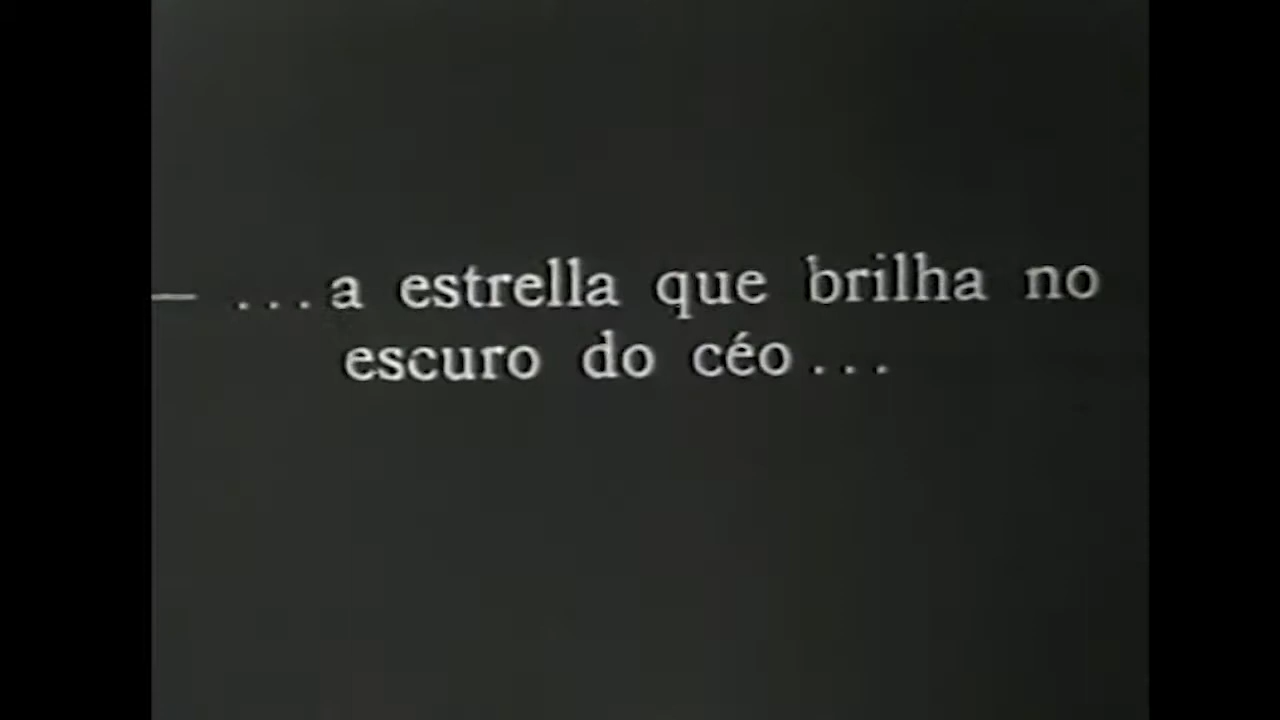 — ...a estrella que brilha no
escuro do céo...